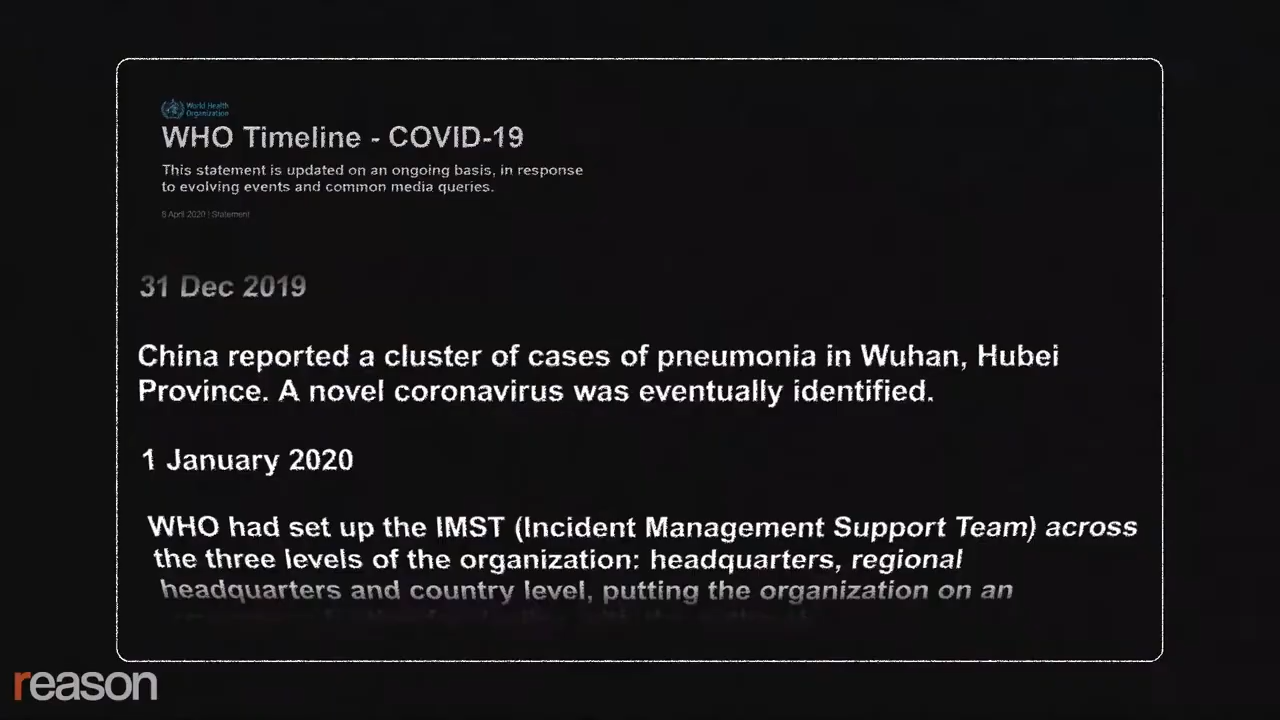 World Health
Organization
WHO Timeline - COVID-19
This statement is updated on an ongoing basis, in response
to evolving events and common media queries.
8 April 2020 | Statement
31 Dec 2019
China reported a cluster of cases of pneumonia in Wuhan, Hubei
Province. A novel coronavirus was eventually identified.
1 January 2020
WHO had set up the IMST (Incident Management Support Team) across
the three levels of the organization: headquarters, regional
headquarters and country level, putting the organization on an
reason